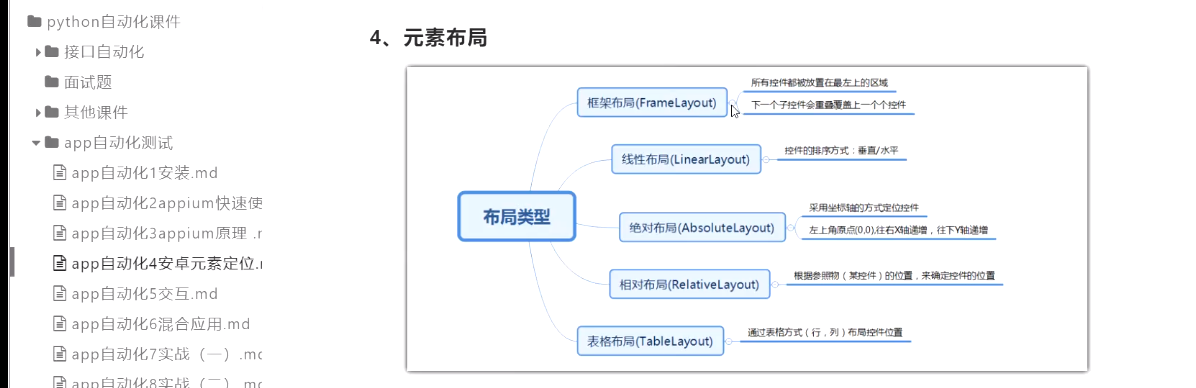 python自动化课件
接口自动化
面试题
其他课件
app自动化测试
app自动化1安装.md
app自动化2appium快速使
app自动化3appium原理 .r
app自动化4安卓元素定位.
app自动化5交互.md
app自动化6混合应用.md
app自动化7实战（一）.mc
app自动化8实战（二）.mc
4、元素布局
布局类型
框架布局(FrameLayout)
所有控件都被放置在最左上的区域
下一个子控件会重叠覆盖上一个个控件
线性布局(LinearLayout)
控件的排序方式：垂直/水平
绝对布局(AbsoluteLayout)
采用坐标轴的方式定位控件
左上角原点(0,0),往右X轴递增，往下Y轴递增
相对布局(RelativeLayout)
根据参照物（某控件）的位置，来确定控件的位置
表格布局(TableLayout)
通过表格方式（行，列）布局控件位置